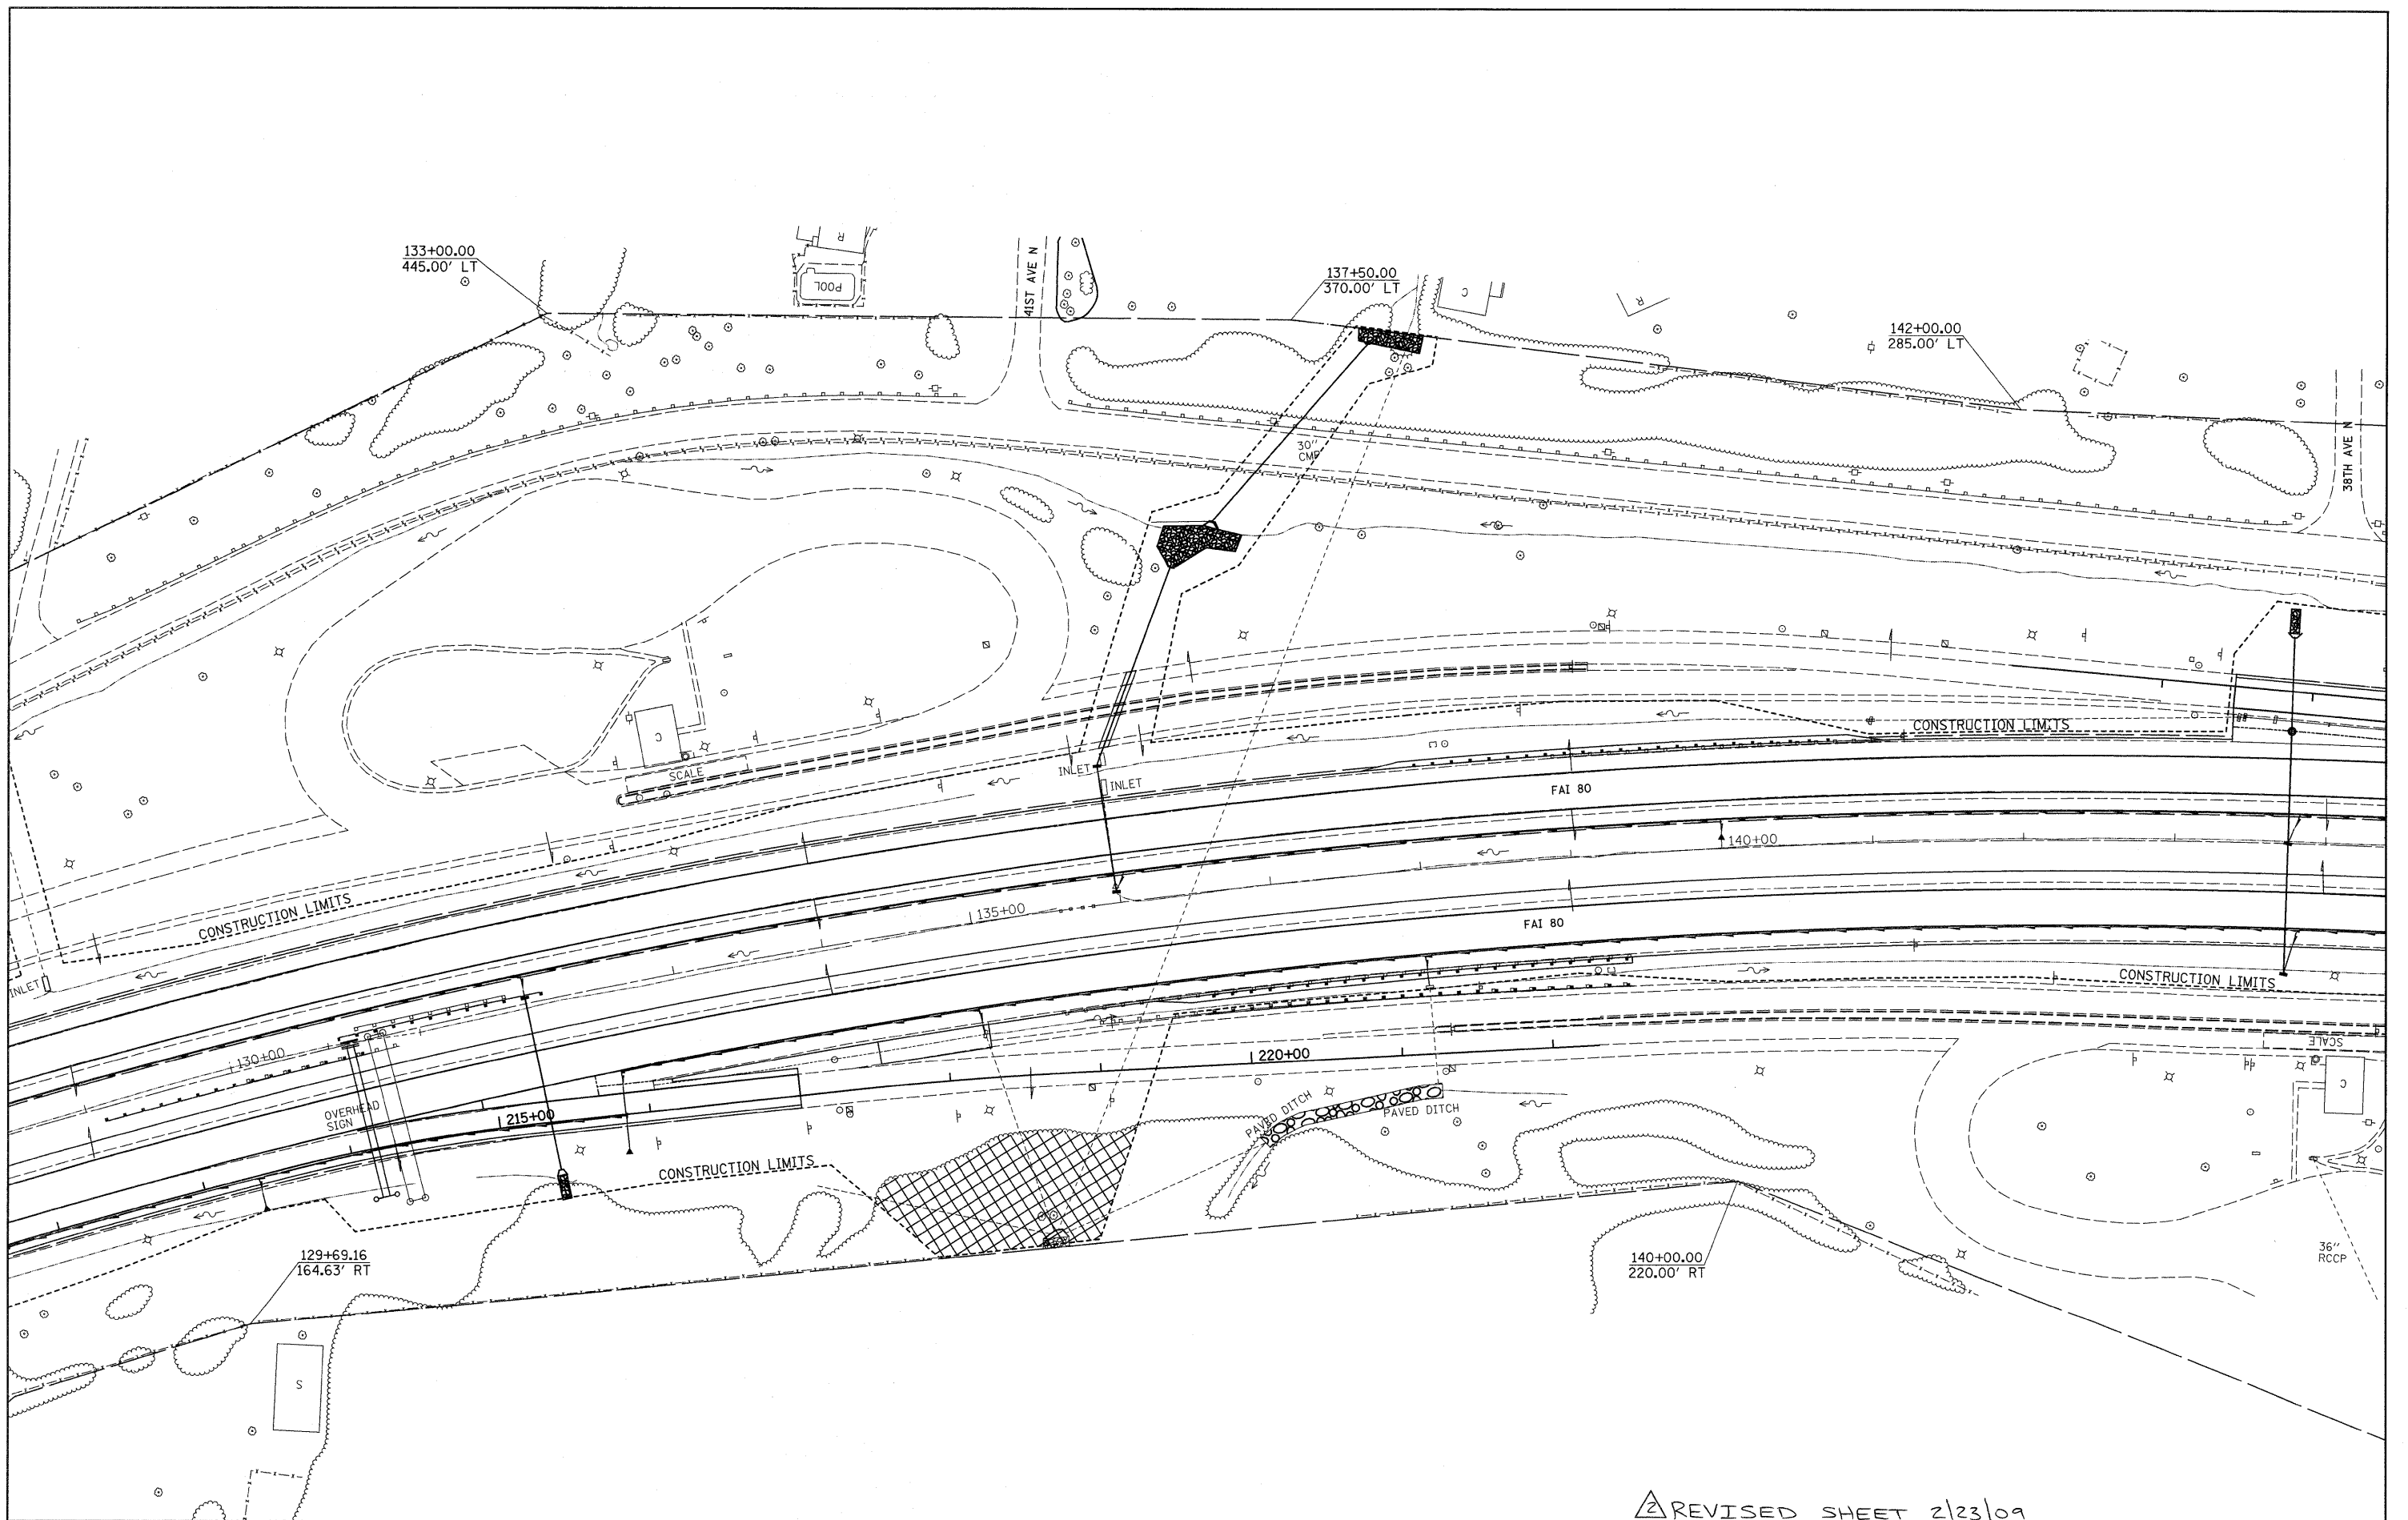 133+00.00
445.00' LT
R
POOL
41ST AVE N
137+50.00
370.00' LT
C
R
142+00.00
285.00' LT
38TH AVE N
30"
CMP
C
SCALE
INLET
INLET
CONSTRUCTION LIMITS
FAI 80
140+00
CONSTRUCTION LIMITS
135+00
FAI 80
INLET
CONSTRUCTION LIMITS
130+00
220+00
SCALE
C
OVERHEAD
SIGN
215+00
PAVED DITCH
PAVED DITCH
CONSTRUCTION LIMITS
129+69.16
164.63' RT
140+00.00
220.00' RT
36"
RCCP
S
2 REVISED SHEET 2/23/09